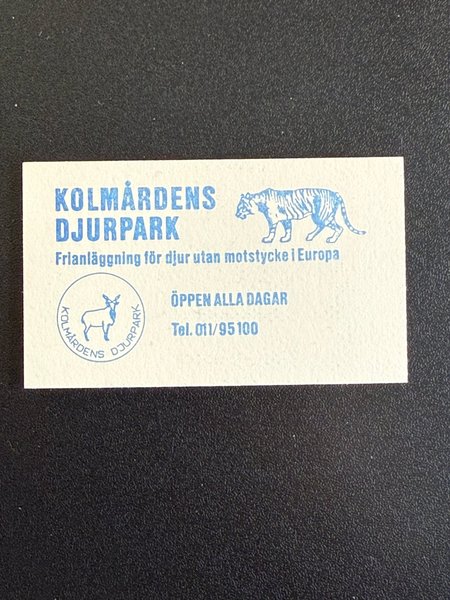 KOLMÅRDENS
DJURPARK
Frianläggning för djur utan motstycke i Europa
ÖPPEN ALLA DAGAR
Tel. 011/95100
KOLMÅRDENS DJURPARK